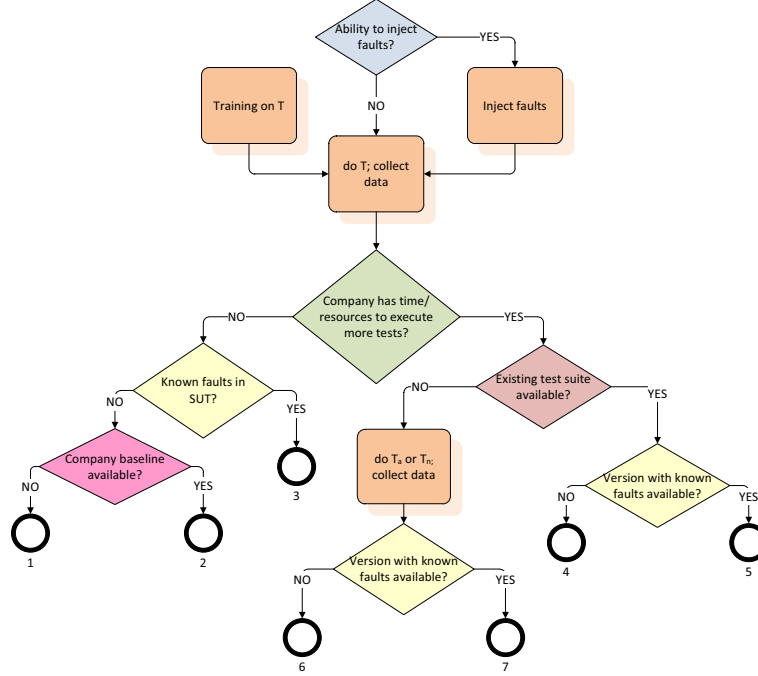 Ability to inject
faults?
YES
NO
Training on T
Inject faults
do T; collect
data
Company has time/
resources to execute
more tests?
NO
YES
Known faults in
SUT?
Existing test suite
available?
NO
YES
NO
YES
Company baseline
available?
3
do Tₐ or Tₙ;
collect data
Version with known
faults available?
NO
YES
NO
YES
1
2
4
5
Version with known
faults available?
NO
YES
6
7